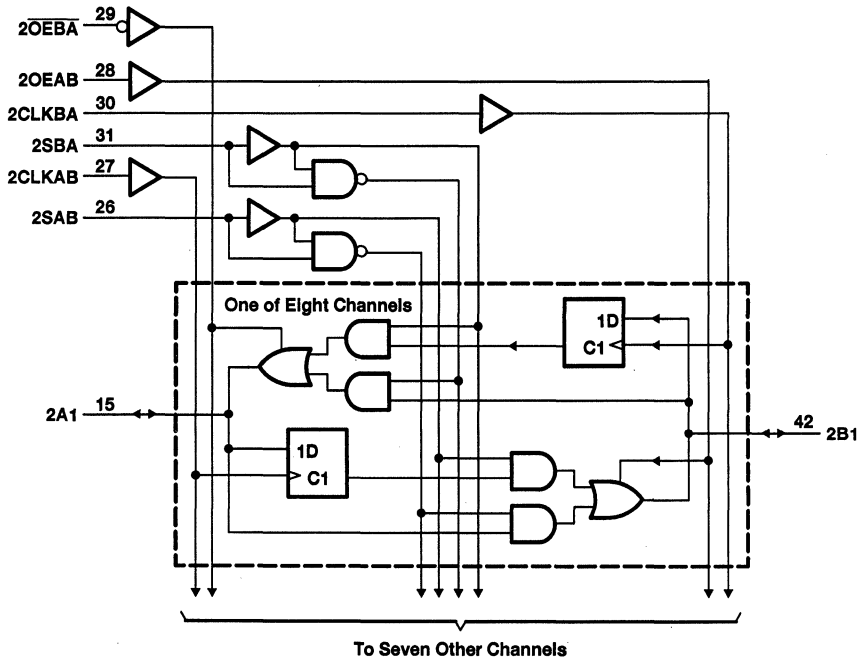 2OEBA 29
2OEAB 28
2CLKBA 30
2SBA 31
2CLKAB 27
2SAB 26
One of Eight Channels
1D
C1
2A1 15
42 2B1
1D
C1
To Seven Other Channels